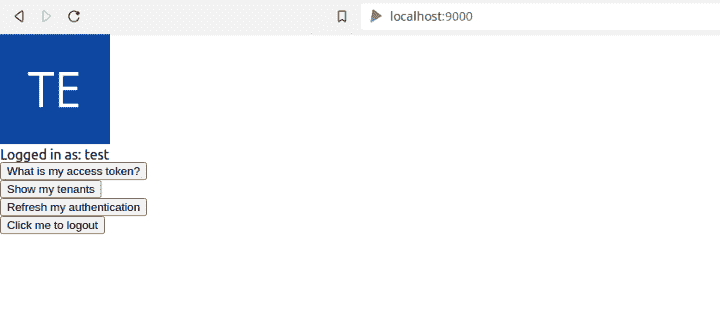 localhost:9000
TE
Logged in as: test
What is my access token?
Show my tenants
Refresh my authentication
Click me to logout